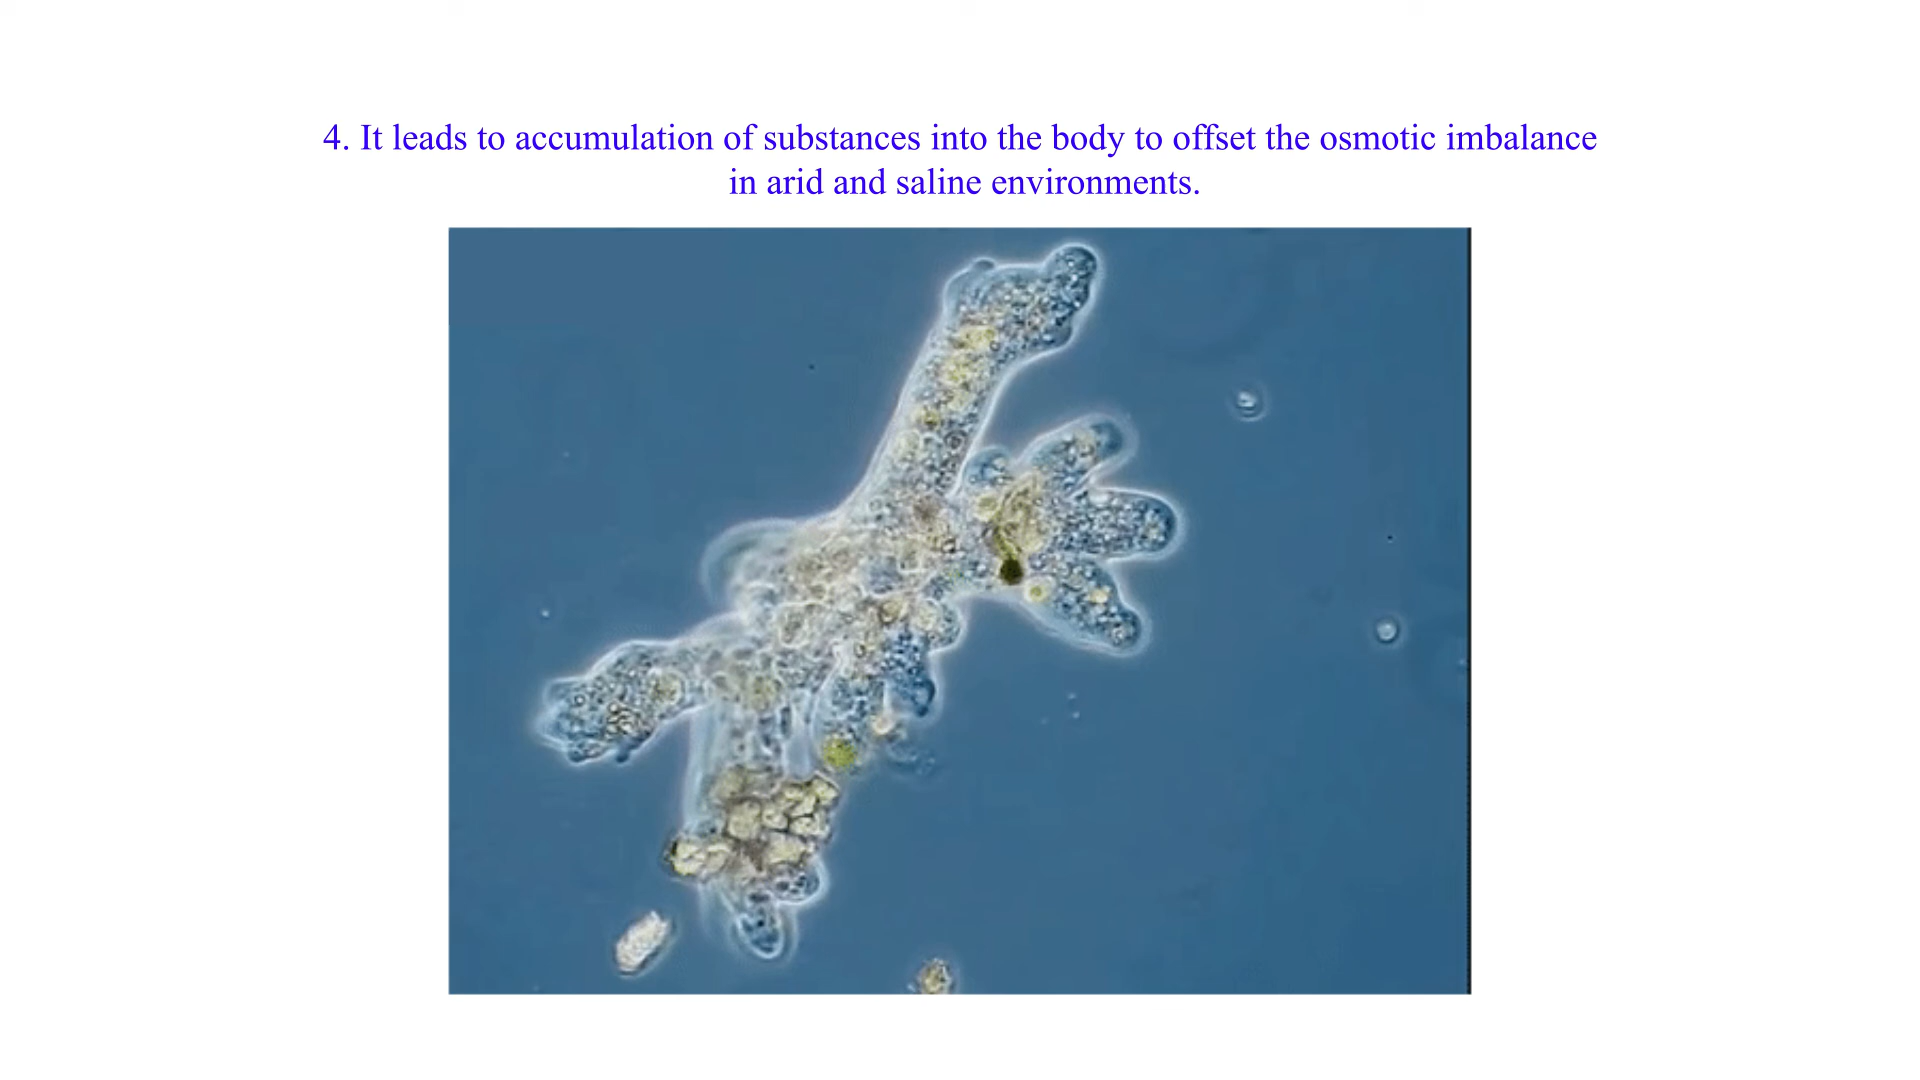 4. It leads to accumulation of substances into the body to offset the osmotic imbalance
in arid and saline environments.